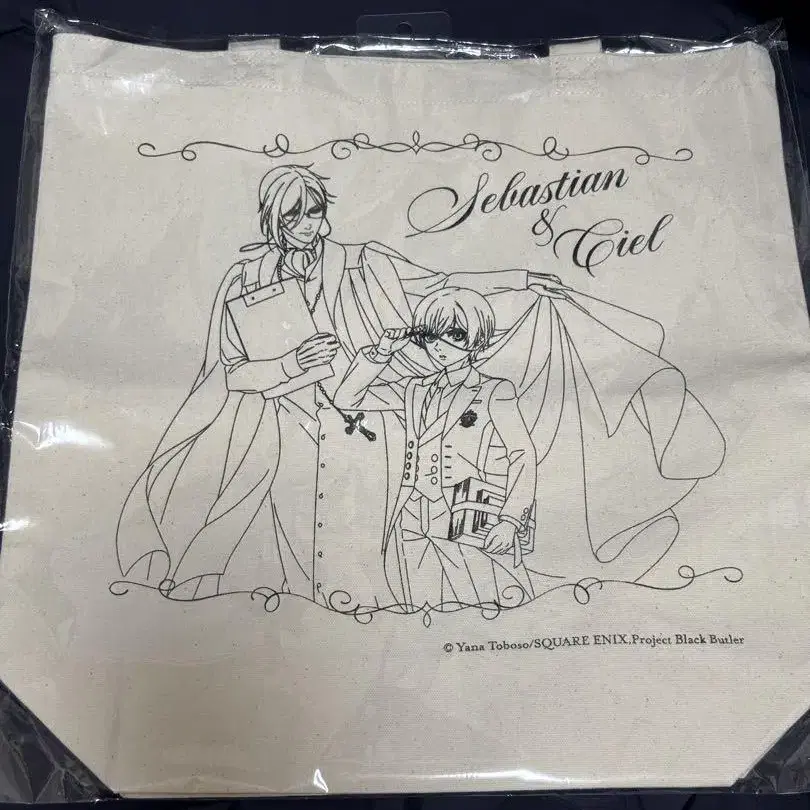 Sebastian
&
Ciel
© Yana Toboso/SQUARE ENIX,Project Black Butler